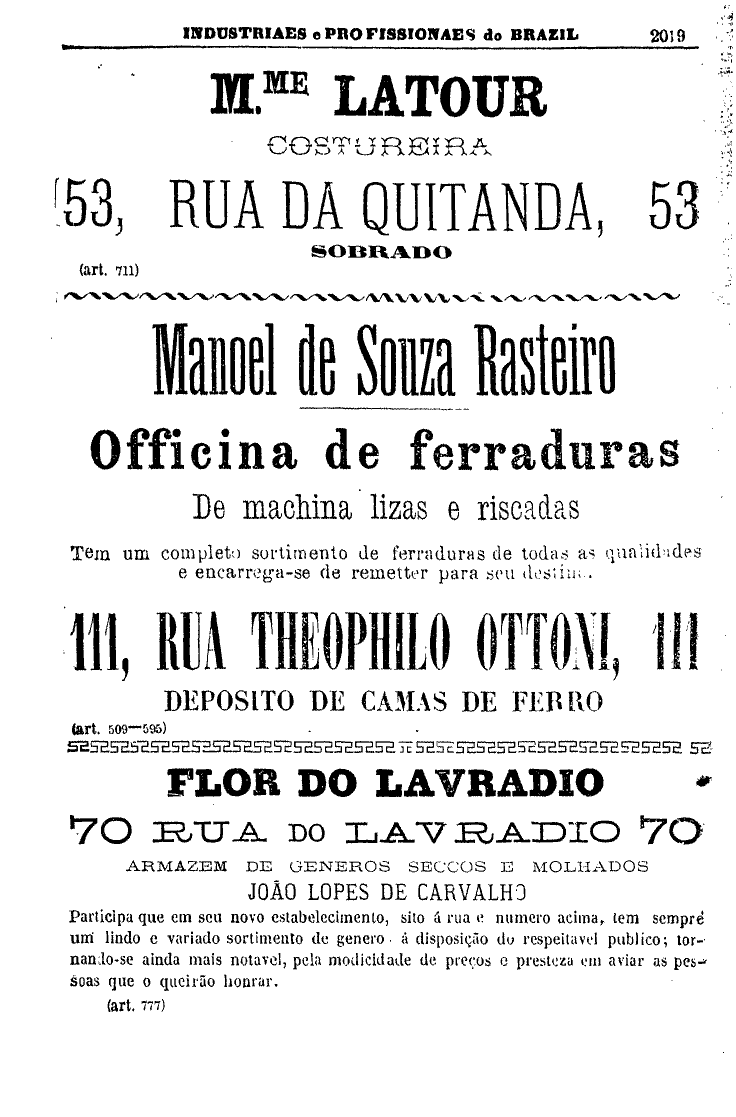 INDUSTRIAES e PROFISSIONAES do BRAZIL 2019
M.ME LATOUR
COSTUREIRA
53, RUA DA QUITANDA, 53
SOBRADO
(art. 711)
Manoel de Souza Rasteiro
Officina de ferraduras
De machina lizas e riscadas
Tem um completo sortimento de ferraduras de todas as qualidades
e encarrega-se de remetter para seu destino.
111, RUA THEOPHILO OTTONI, 111
DEPOSITO DE CAMAS DE FERRO
(art. 509—595)
FLOR DO LAVRADIO
70 RUA DO LAVRADIO 70
ARMAZEM DE GENEROS SECCOS E MOLHADOS
JOÃO LOPES DE CARVALHO
Participa que em seu novo estabelecimento, sito á rua e numero acima, tem sempre
um lindo e variado sortimento de genero á disposição do respeitavel publico; tor-
nando-se ainda mais notavel, pela modicidade de preços e presteza em aviar as pes-
soas que o queirão honrar.
(art. 777)